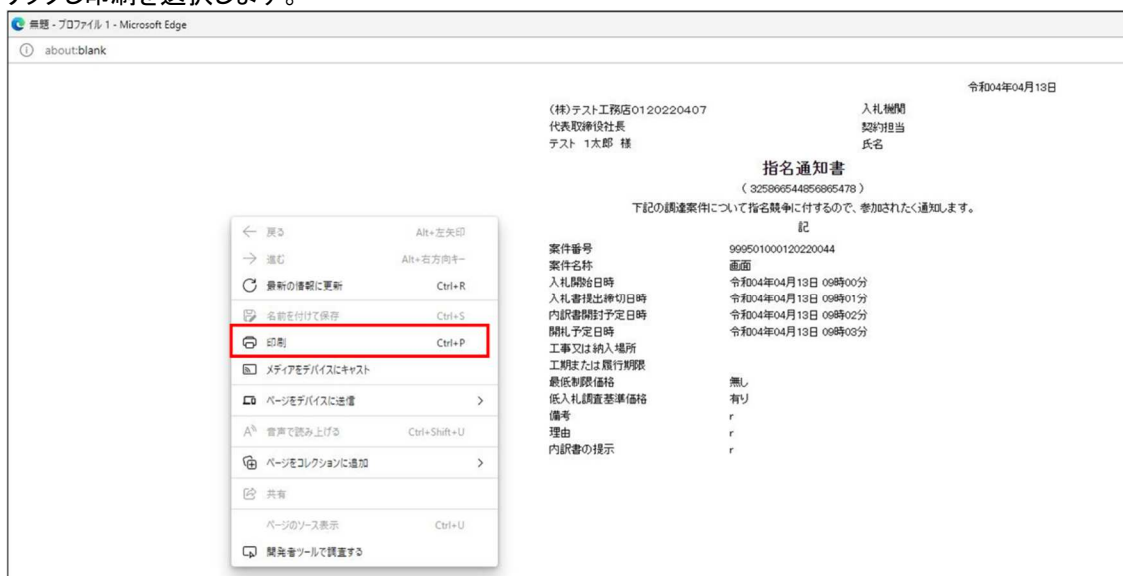 無題 - プロファイル 1 - Microsoft Edge
about:blank
令和04年04月13日
(株)テスト工務店0120220407 入札機関
代表取締役社長 契約担当
テスト 1太郎 様 氏名
指名通知書
( 325866544856865478 )
下記の調達案件について指名競争に付するので、参加されたく通知します。
記
案件番号 999501000120220044
案件名称 画面
入札開始日時 令和04年04月13日 09時00分
入札書提出締切日時 令和04年04月13日 09時01分
内訳書開封予定日時 令和04年04月13日 09時02分
開札予定日時 令和04年04月13日 09時03分
工事又は納入場所
工期または履行期限
最低制限価格 無し
低入札調査基準価格 有り
備考 r
理由 r
内訳書の提示 r
戻る Alt+左矢印
進む Alt+右方向キー
最新の情報に更新 Ctrl+R
名前を付けて保存 Ctrl+S
印刷 Ctrl+P
メディアをデバイスにキャスト
ページをデバイスに送信
音声で読み上げる Ctrl+Shift+U
ページをコレクションに追加
共有
ページのソース表示 Ctrl+U
開発者ツールで調査する